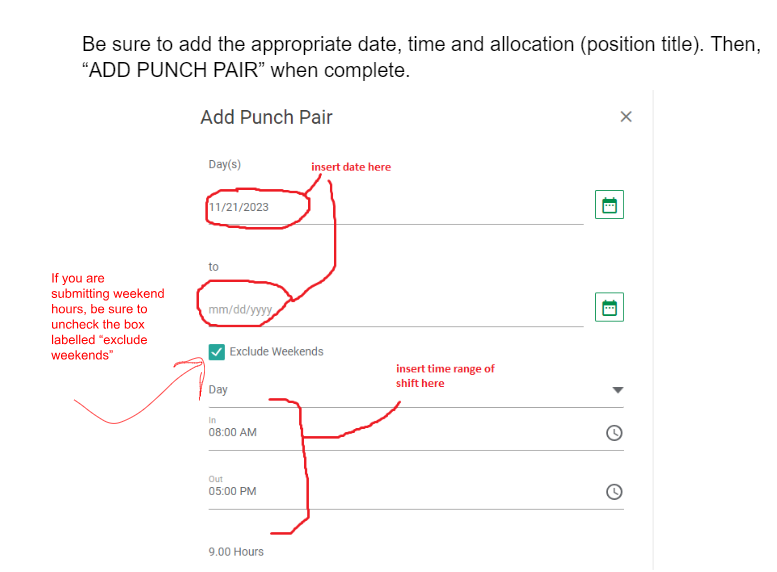 Be sure to add the appropriate date, time and allocation (position title). Then,
“ADD PUNCH PAIR” when complete.
Add Punch Pair
Day(s)
insert date here
11/21/2023
to
If you are
submitting weekend
hours, be sure to
uncheck the box
labelled “exclude
weekends”
mm/dd/yyyy
Exclude Weekends
insert time range of
shift here
Day
In
08:00 AM
Out
05:00 PM
9.00 Hours